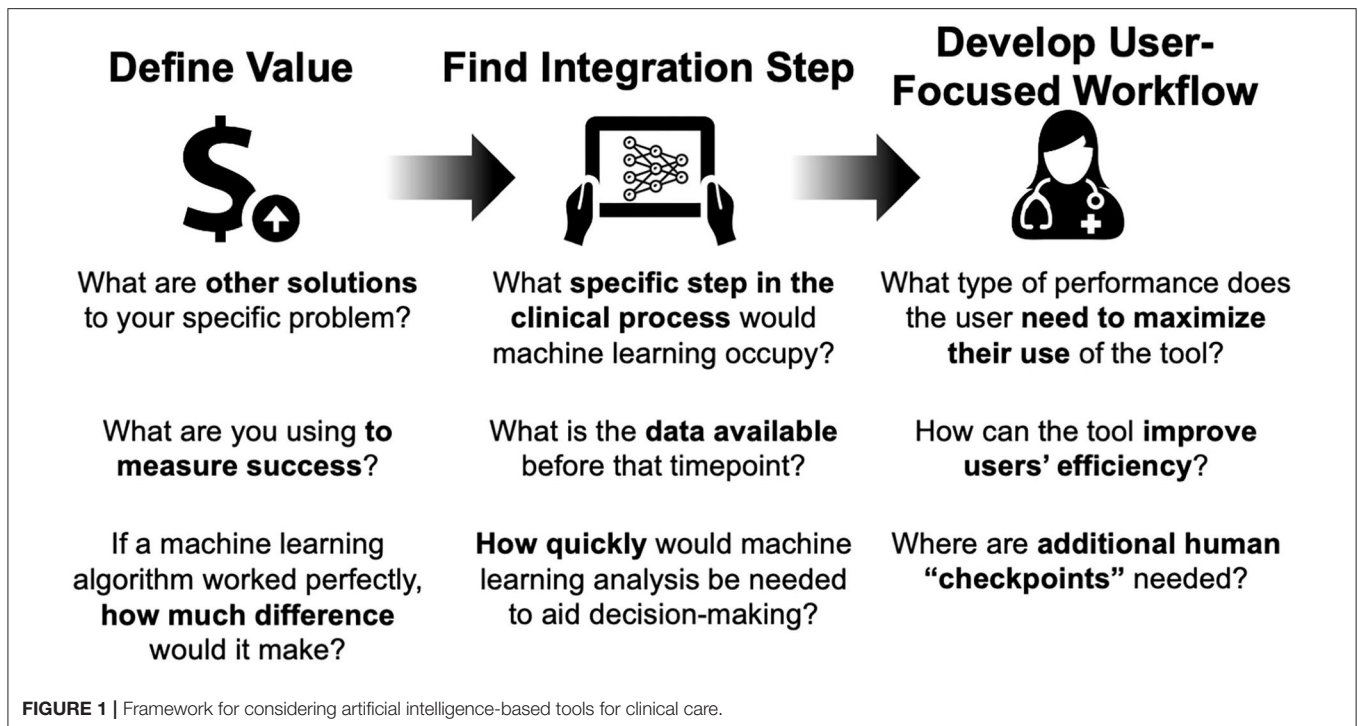 Define Value
$
What are other solutions
to your specific problem?
What are you using to
measure success?
If a machine learning
algorithm worked perfectly,
how much difference
would it make?
Find Integration Step
What specific step in the
clinical process would
machine learning occupy?
What is the data available
before that timepoint?
How quickly would machine
learning analysis be needed
to aid decision-making?
Develop User-
Focused Workflow
What type of performance does
the user need to maximize
their use of the tool?
How can the tool improve
users’ efficiency?
Where are additional human
“checkpoints” needed?
FIGURE 1 | Framework for considering artificial intelligence-based tools for clinical care.